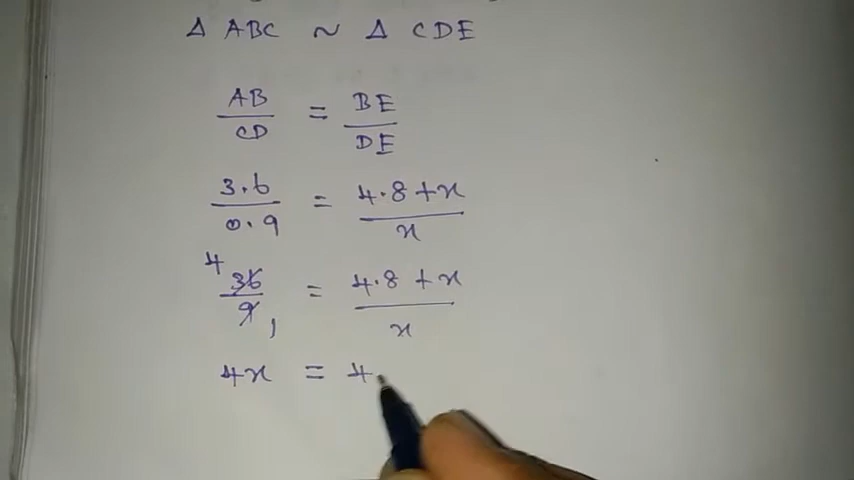 Δ ABC ~ Δ CDE
AB/CD = BE/DE
3.6/0.9 = 4.8 + x/x
4 36/9 1 = 4.8 + x/x
4x = 4.